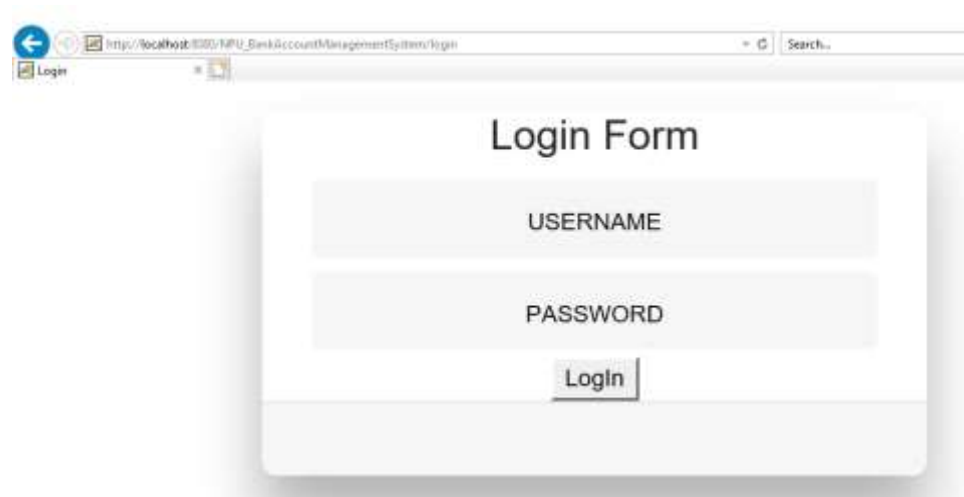 http://localhost:8080/NPU_BankAccountManagementSystem/login
Search...
Login
Login Form
USERNAME
PASSWORD
LogIn